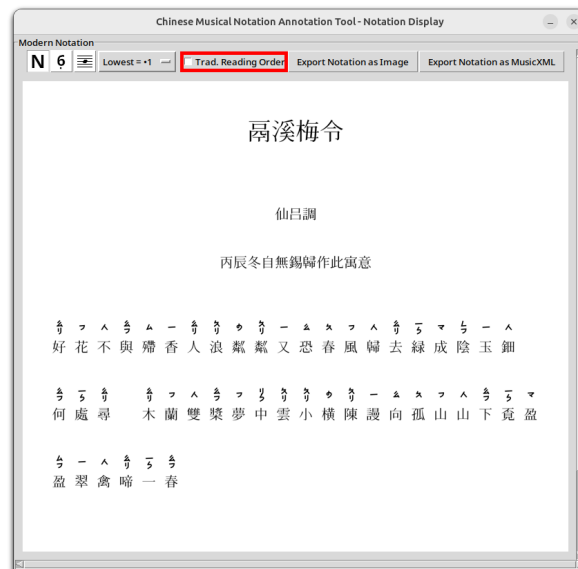 Chinese Musical Notation Annotation Tool - Notation Display
Modern Notation
N 6̣ Lowest = •1 Trad. Reading Order Export Notation as Image Export Notation as MusicXML
鬲溪梅令
仙吕調
丙辰冬自無錫歸作此寓意
好花不與殢香人浪粼粼又恐春風歸去緑成陰玉鈿
何處尋 木蘭雙槳夢中雲小橫陳謾向孤山山下覔盈
盈翠禽啼一春